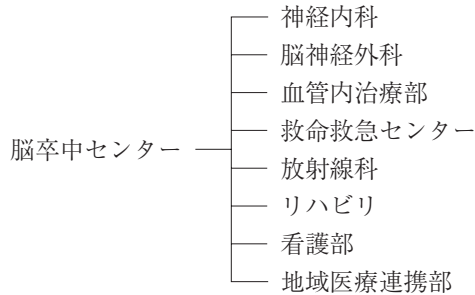 脳卒中センター
神経内科
脳神経外科
血管内治療部
救命救急センター
放射線科
リハビリ
看護部
地域医療連携部